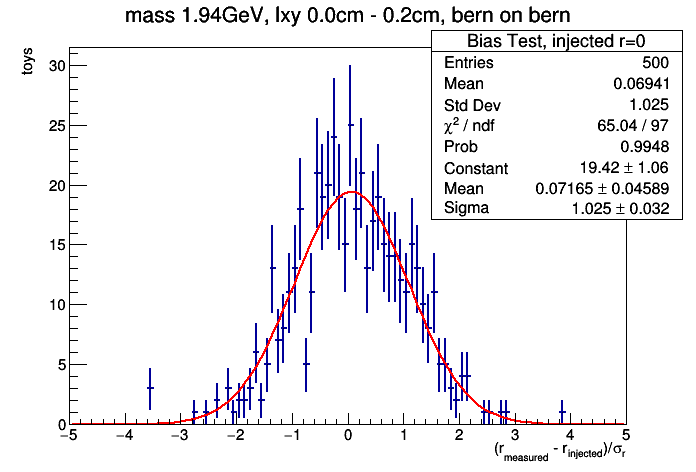 mass 1.94GeV, lxy 0.0cm - 0.2cm, bern on bern
Bias Test, injected r=0
Entries 500
Mean 0.06941
Std Dev 1.025
χ² / ndf 65.04 / 97
Prob 0.9948
Constant 19.42 ± 1.06
Mean 0.07165 ± 0.04589
Sigma 1.025 ± 0.032
toys
30
25
20
15
10
5
0
−5 −4 −3 −2 −1 0 1 2 3 4 5
(r_measured - r_injected)/σ_r